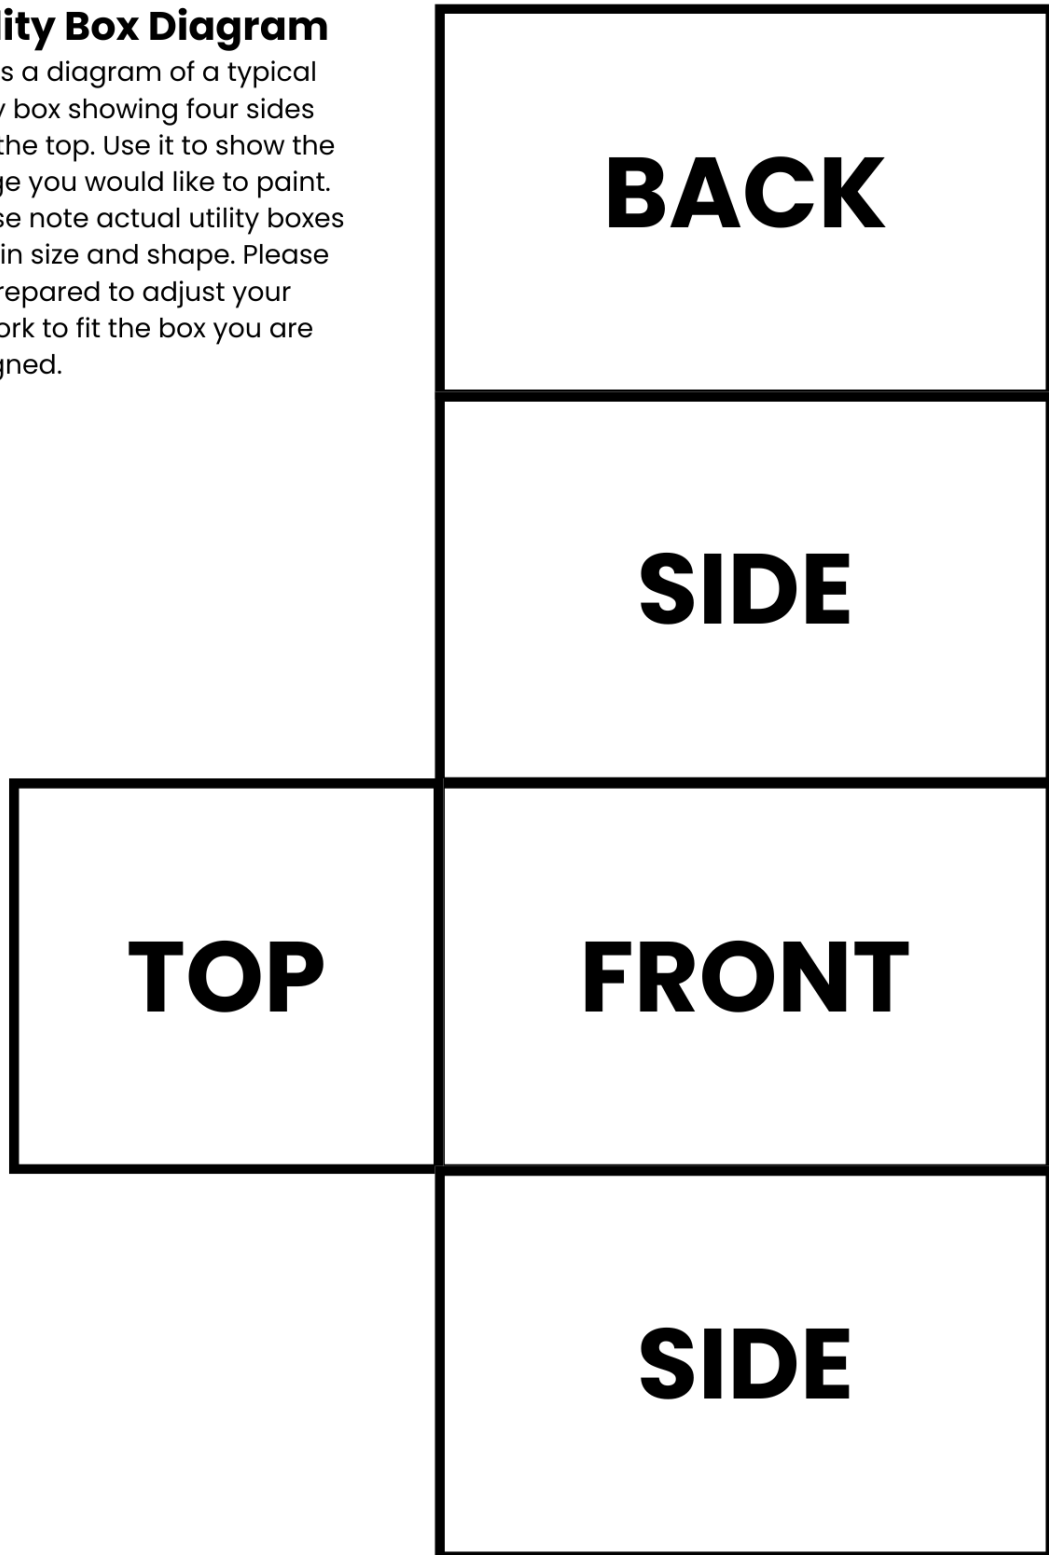 lity Box Diagram
s a diagram of a typical
y box showing four sides
the top. Use it to show the
ge you would like to paint.
se note actual utility boxes
in size and shape. Please
repared to adjust your
ork to fit the box you are
gned.
BACK
SIDE
TOP
FRONT
SIDE